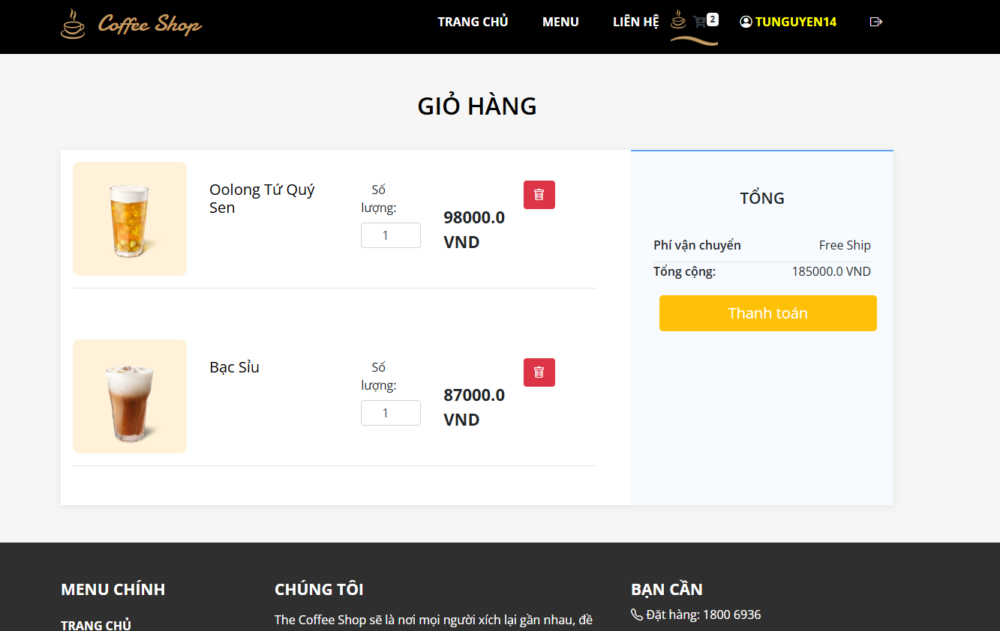 Coffee Shop
TRANG CHỦ
MENU
LIÊN HỆ
2
TUNGUYEN14
GIỎ HÀNG
Oolong Tứ Quý
Sen
Số
lượng:
1
98000.0
VND
Bạc Sỉu
Số
lượng:
1
87000.0
VND
TỔNG
Phí vận chuyển
Free Ship
Tổng cộng:
185000.0 VND
Thanh toán
MENU CHÍNH
TRANG CHỦ
CHÚNG TÔI
The Coffee Shop sẽ là nơi mọi người xích lại gần nhau, đề
BẠN CẦN
Đặt hàng: 1800 6936